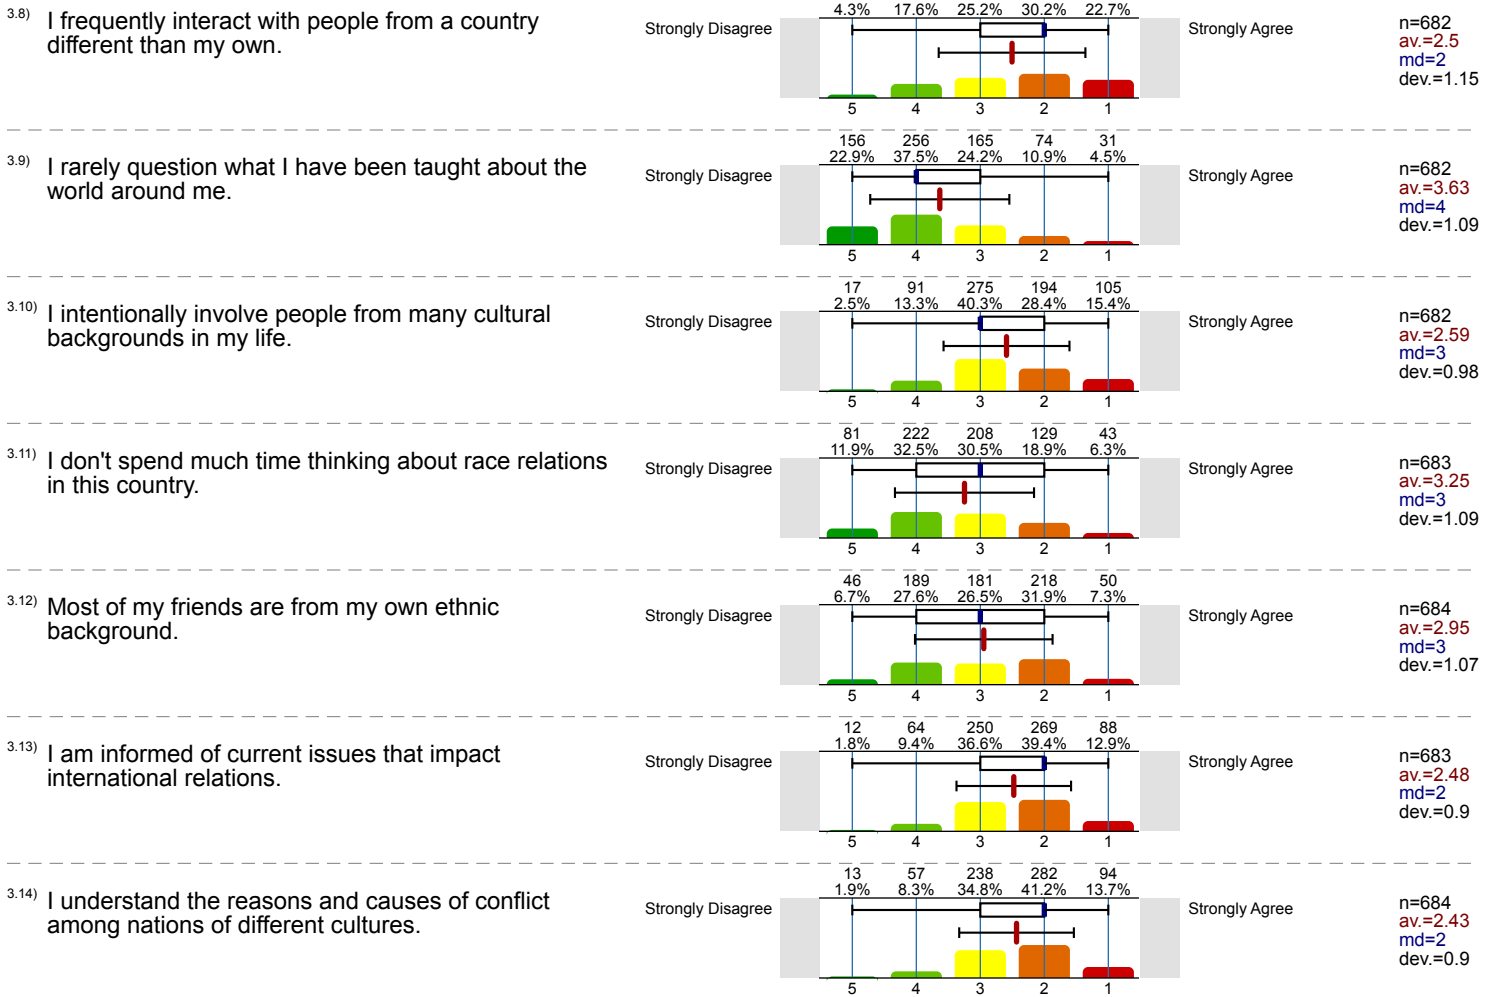 4.3% 17.6% 25.2% 30.2% 22.7%
3.8) I frequently interact with people from a country
different than my own.
Strongly Disagree
Strongly Agree
n=682
av.=2.5
md=2
dev.=1.15
5 4 3 2 1
156 256 165 74 31
22.9% 37.5% 24.2% 10.9% 4.5%
3.9) I rarely question what I have been taught about the
world around me.
Strongly Disagree
Strongly Agree
n=682
av.=3.63
md=4
dev.=1.09
5 4 3 2 1
17 91 275 194 105
2.5% 13.3% 40.3% 28.4% 15.4%
3.10) I intentionally involve people from many cultural
backgrounds in my life.
Strongly Disagree
Strongly Agree
n=682
av.=2.59
md=3
dev.=0.98
5 4 3 2 1
81 222 208 129 43
11.9% 32.5% 30.5% 18.9% 6.3%
3.11) I don't spend much time thinking about race relations
in this country.
Strongly Disagree
Strongly Agree
n=683
av.=3.25
md=3
dev.=1.09
5 4 3 2 1
46 189 181 218 50
6.7% 27.6% 26.5% 31.9% 7.3%
3.12) Most of my friends are from my own ethnic
background.
Strongly Disagree
Strongly Agree
n=684
av.=2.95
md=3
dev.=1.07
5 4 3 2 1
12 64 250 269 88
1.8% 9.4% 36.6% 39.4% 12.9%
3.13) I am informed of current issues that impact
international relations.
Strongly Disagree
Strongly Agree
n=683
av.=2.48
md=2
dev.=0.9
5 4 3 2 1
13 57 238 282 94
1.9% 8.3% 34.8% 41.2% 13.7%
3.14) I understand the reasons and causes of conflict
among nations of different cultures.
Strongly Disagree
Strongly Agree
n=684
av.=2.43
md=2
dev.=0.9
5 4 3 2 1